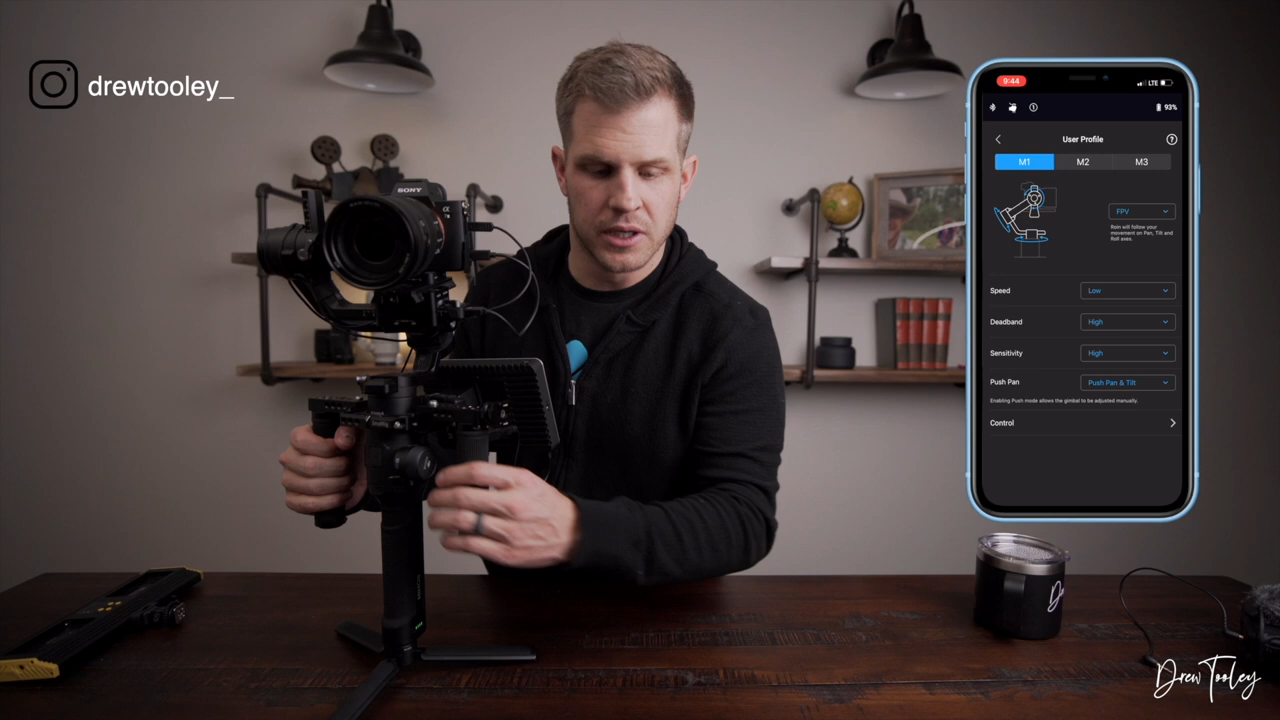 drewtooley_
SONY
9:44
LTE
93%
User Profile
M1 M2 M3
FPV
Roin will follow your
movement on Pan, Tilt and
Roll axes.
Speed Low
Deadband High
Sensitivity High
Push Pan Push Pan & Tilt
Enabling Push mode allows the gimbal to be adjusted manually.
Control
Drew Tooley